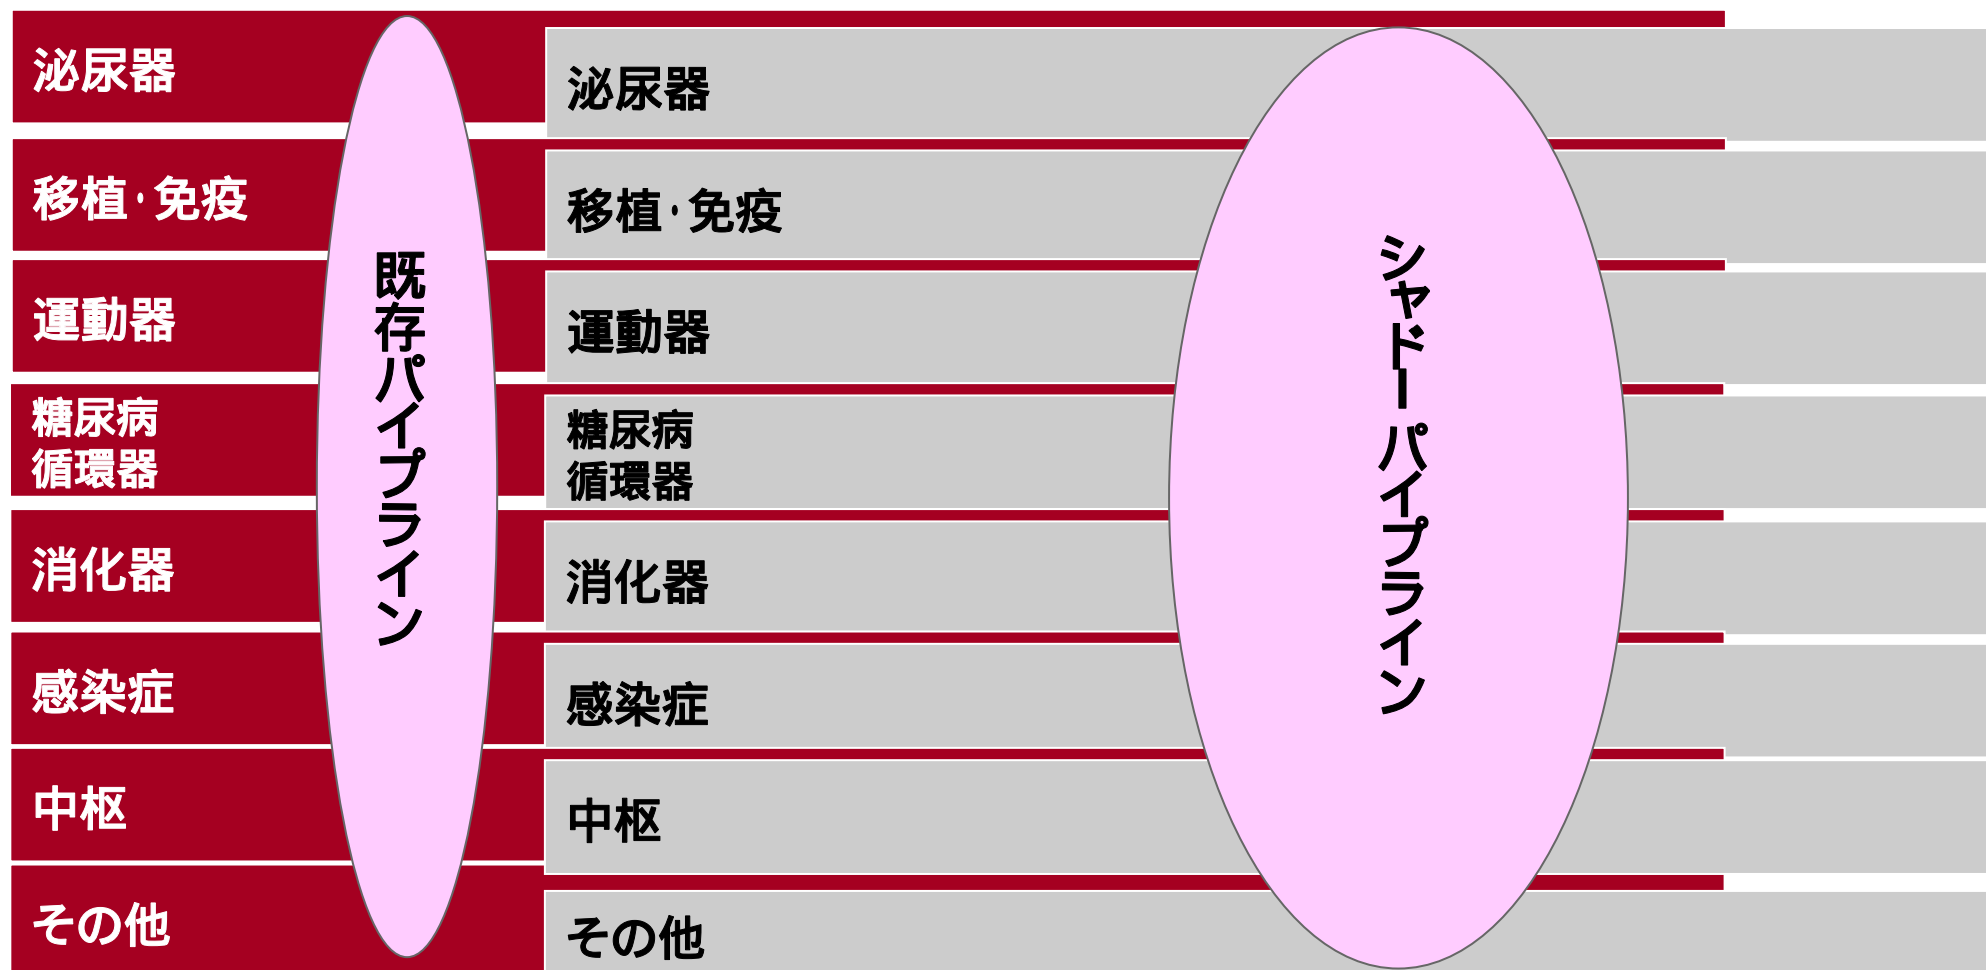 泌尿器
移植･免疫
運動器
糖尿病
循環器
消化器
感染症
中枢
その他
既存パイプライン
泌尿器
移植･免疫
運動器
糖尿病
循環器
消化器
感染症
中枢
その他
シャドーパイプライン